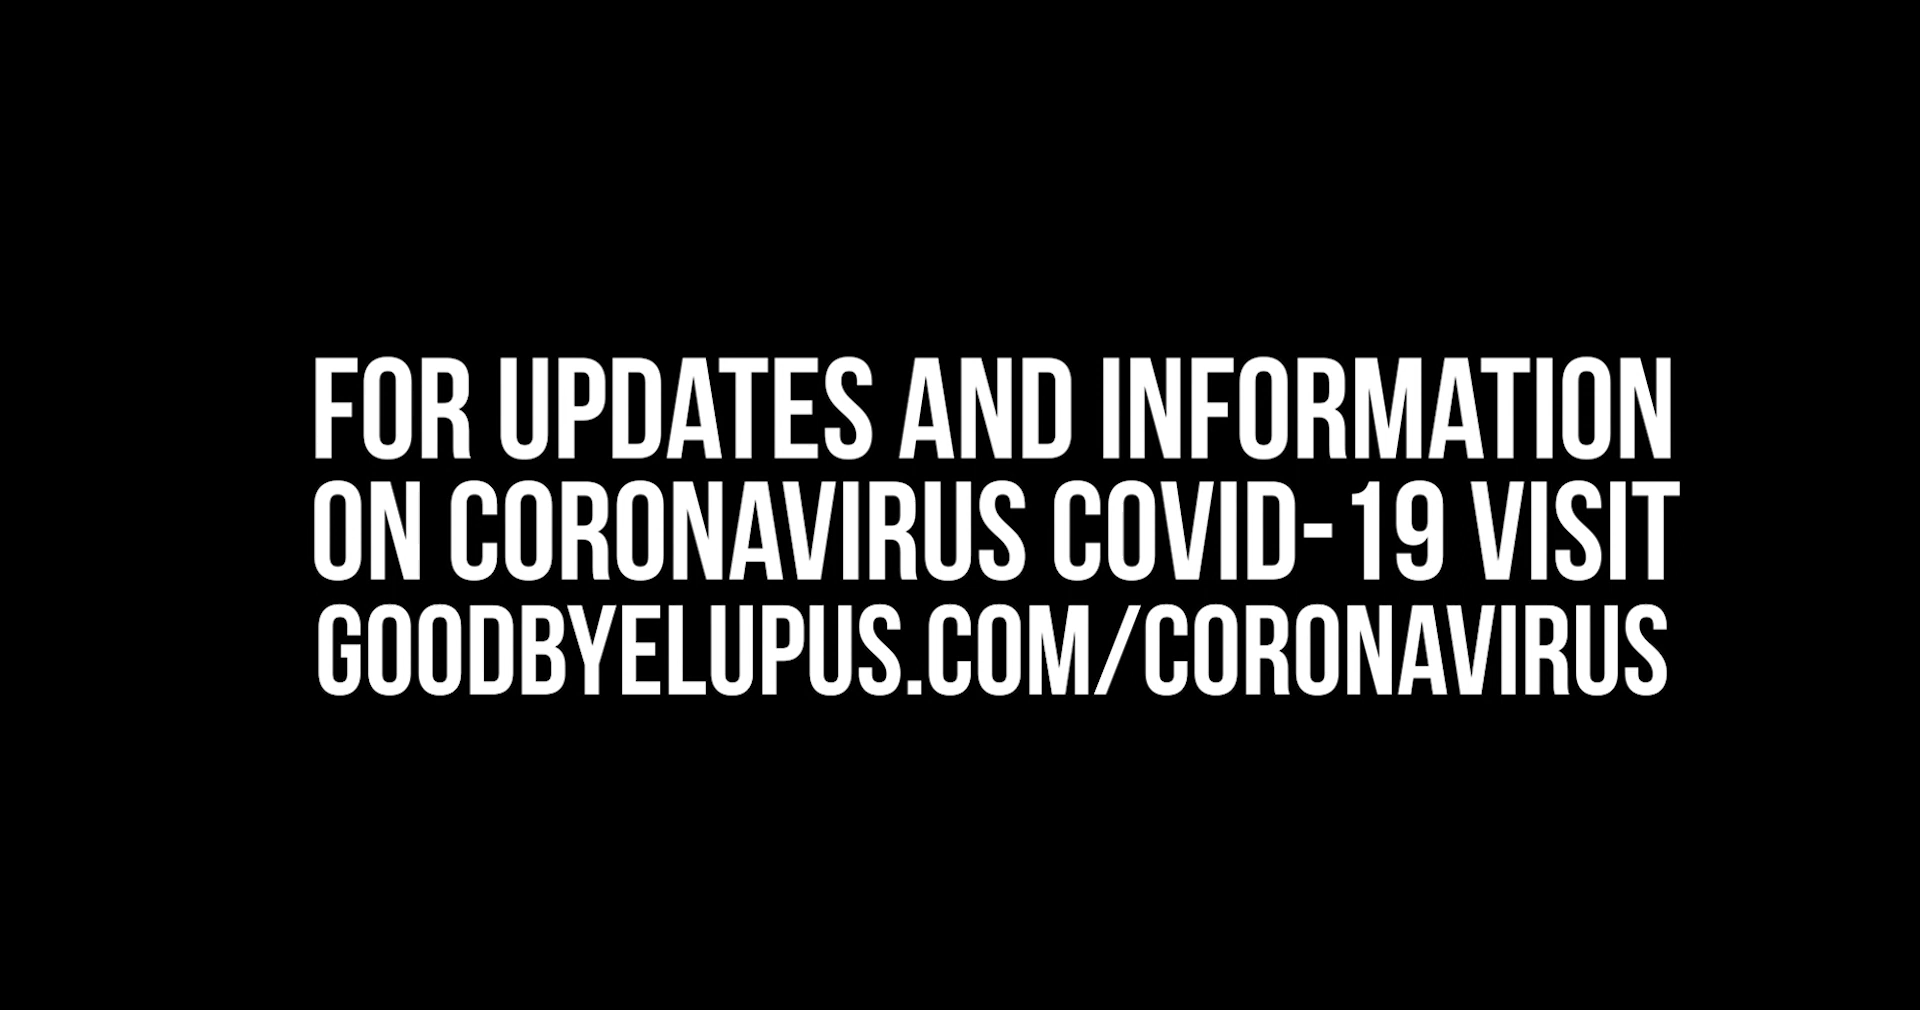 FOR UPDATES AND INFORMATION
ON CORONAVIRUS COVID-19 VISIT
GOODBYELUPUS.COM/CORONAVIRUS